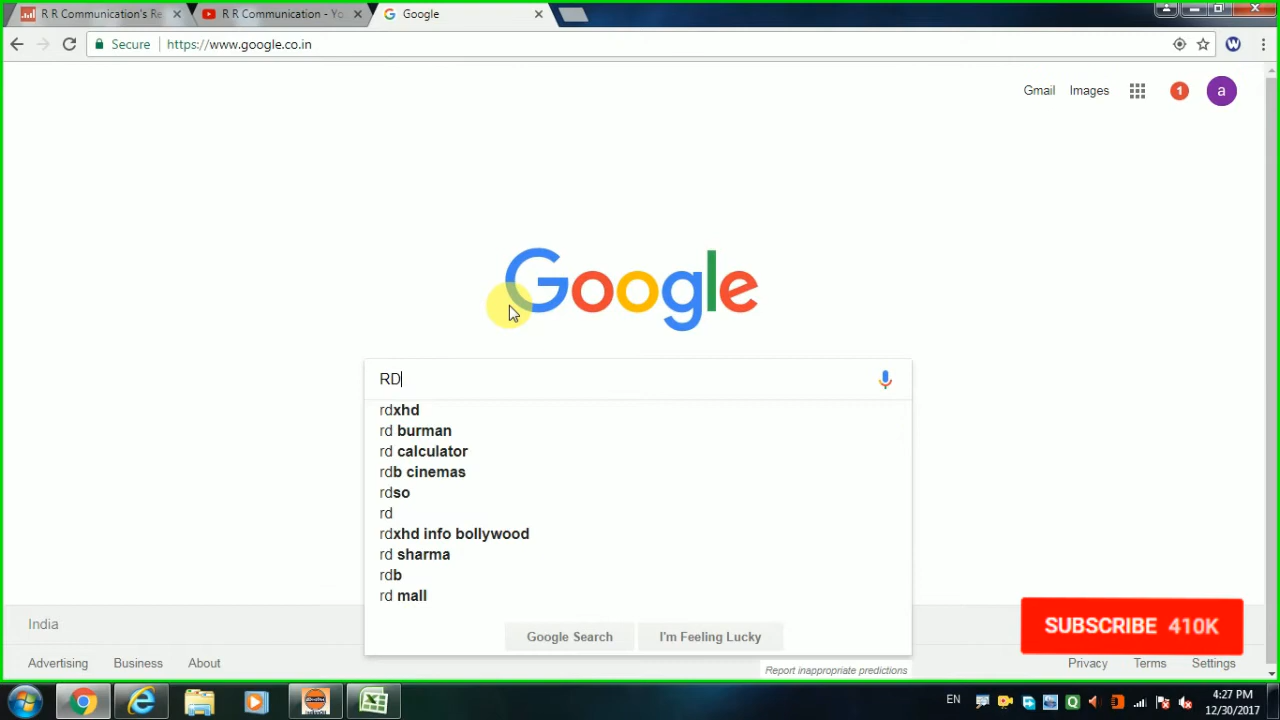 R R Communication's Re
R R Communication - Yo
Google
Secure
https://www.google.co.in
Gmail
Images
1
a
Google
RD
rdxhd
rd burman
rd calculator
rdb cinemas
rdso
rd
rdxhd info bollywood
rd sharma
rdb
rd mall
Google Search
I'm Feeling Lucky
Report inappropriate predictions
India
SUBSCRIBE 410K
Advertising
Business
About
Privacy
Terms
Settings
EN
4:27 PM
12/30/2017